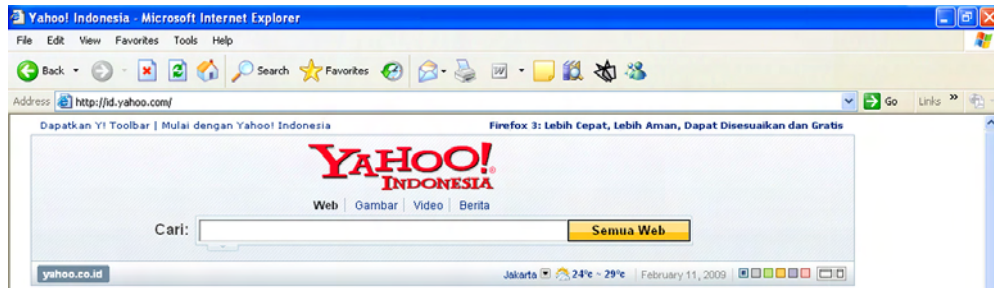 Yahoo! Indonesia - Microsoft Internet Explorer
File Edit View Favorites Tools Help
Back Search Favorites
Address http://id.yahoo.com/ Go Links »
Dapatkan Y! Toolbar | Mulai dengan Yahoo! Indonesia Firefox 3: Lebih Cepat, Lebih Aman, Dapat Disesuaikan dan Gratis
YAHOO!
INDONESIA
Web | Gambar | Video | Berita
Cari: Semua Web
yahoo.co.id Jakarta 24°c ~ 29°c | February 11, 2009